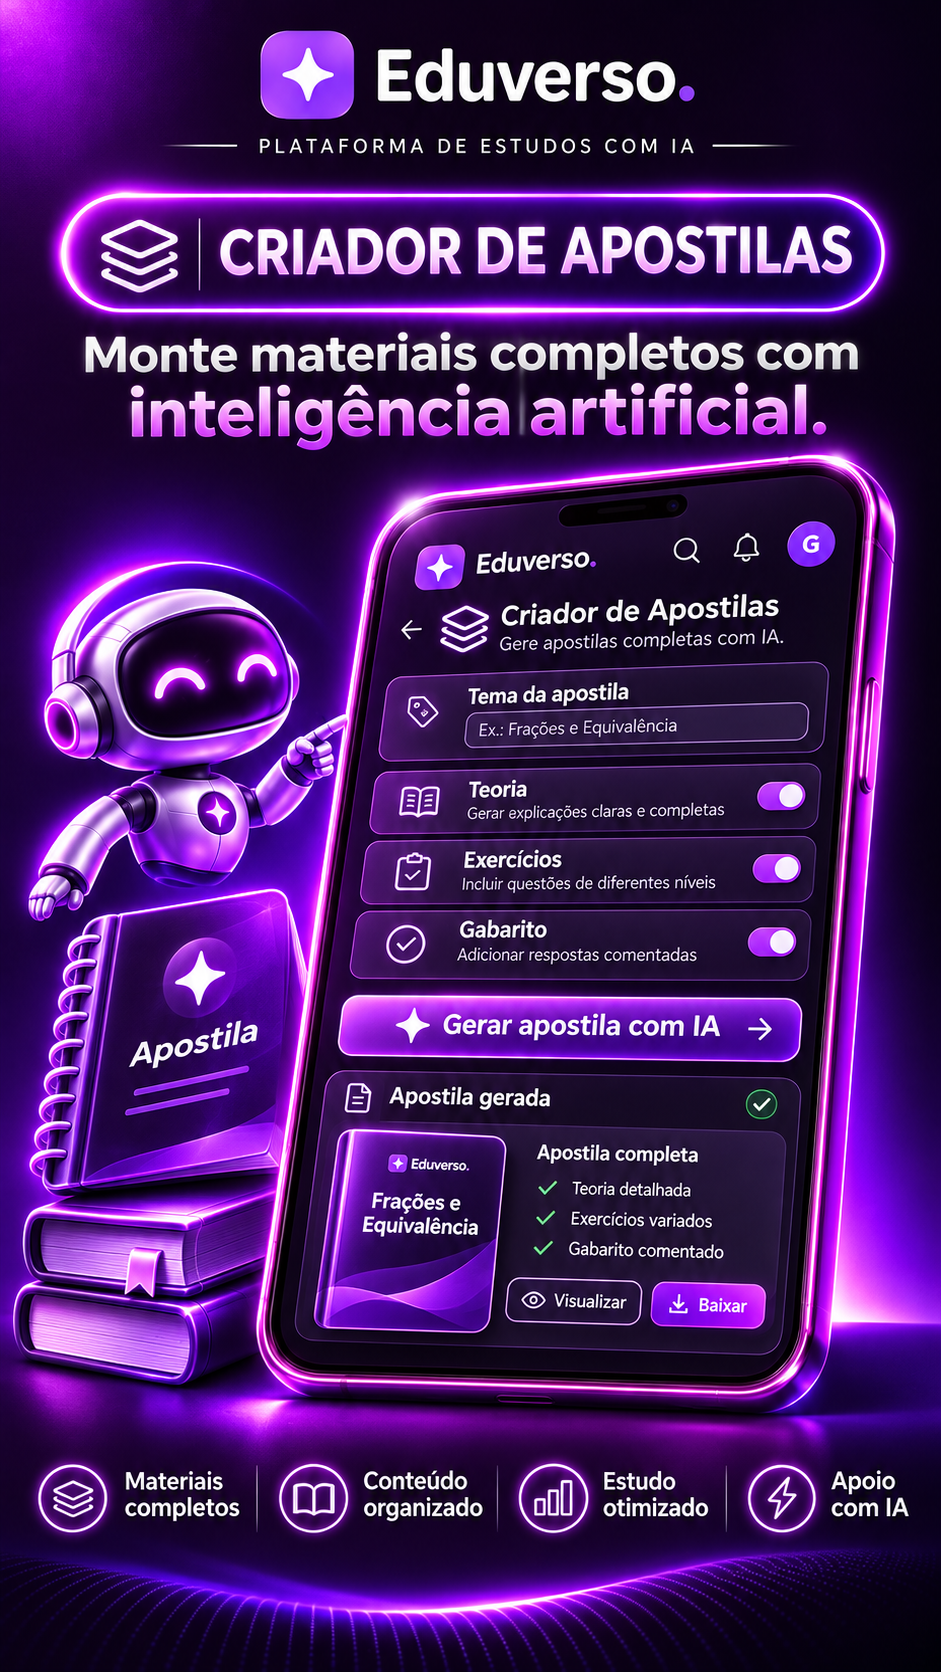 Eduverso.
PLATAFORMA DE ESTUDOS COM IA
CRIADOR DE APOSTILAS
Monte materiais completos com
inteligência artificial.
Eduverso.
G
Criador de Apostilas
Gere apostilas completas com IA.
Tema da apostila
Ex.: Frações e Equivalência
Teoria
Gerar explicações claras e completas
Exercícios
Incluir questões de diferentes níveis
Gabarito
Adicionar respostas comentadas
Gerar apostila com IA
Apostila
Apostila gerada
Eduverso.
Frações e
Equivalência
Apostila completa
Teoria detalhada
Exercícios variados
Gabarito comentado
Visualizar
Baixar
Materiais
completos
Conteúdo
organizado
Estudo
otimizado
Apoio
com IA